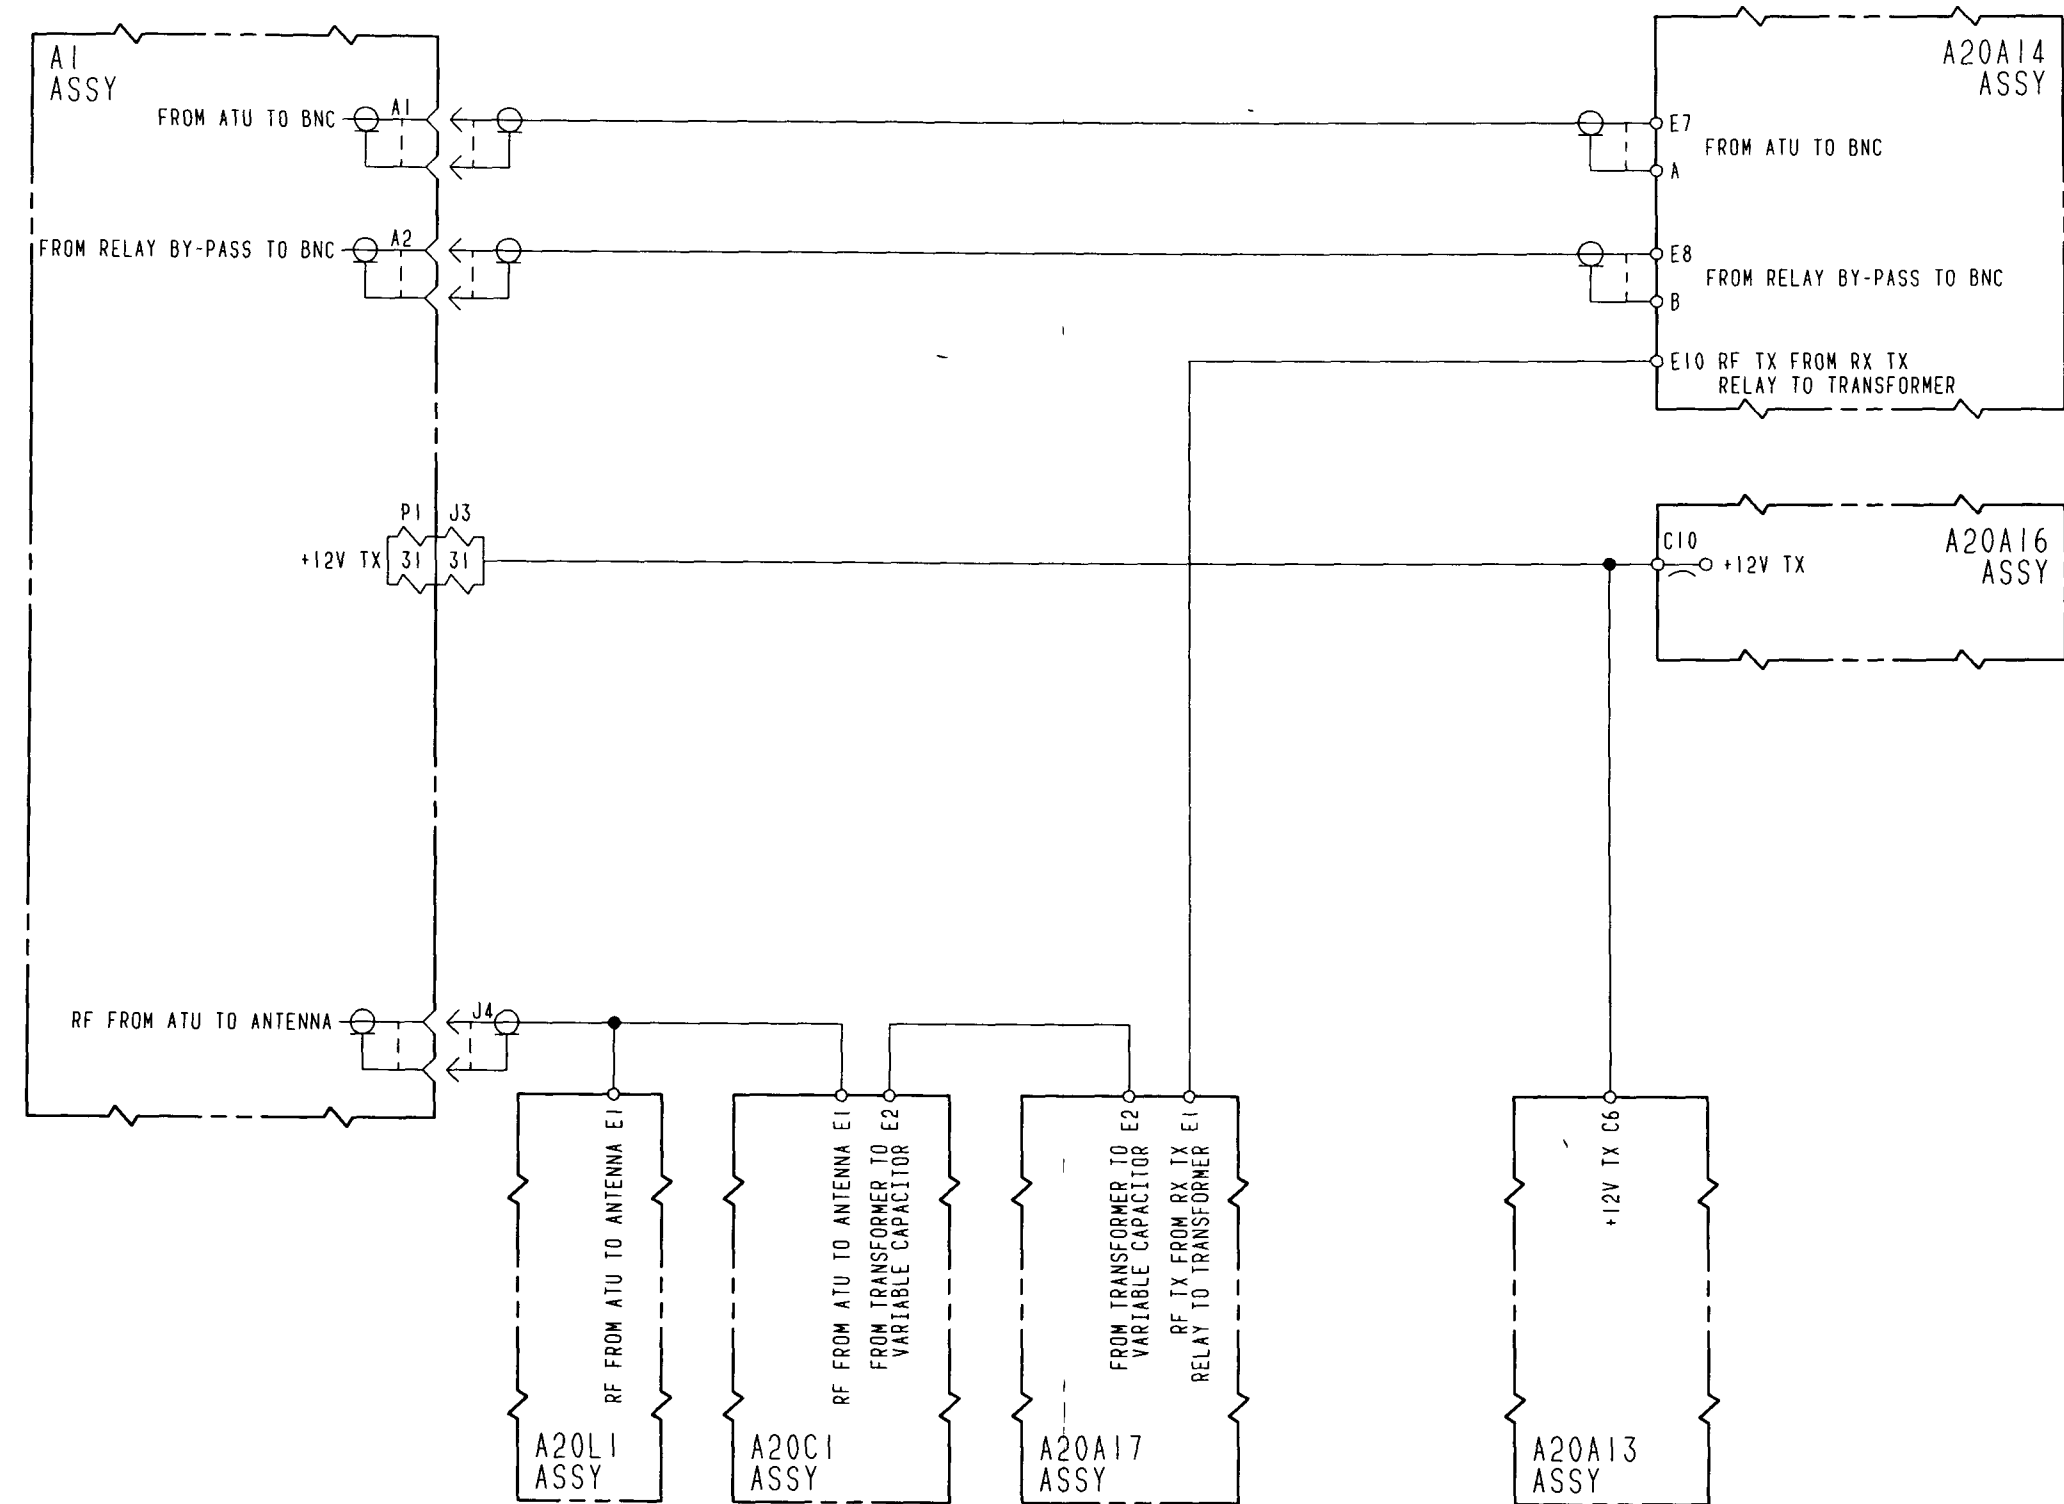 A1
ASSY
FROM ATU TO BNC
A1
FROM RELAY BY-PASS TO BNC
A2
P1 J3
+12V TX 31 31
RF FROM ATU TO ANTENNA
J4
A20A14
ASSY
E7
FROM ATU TO BNC
A
E8
FROM RELAY BY-PASS TO BNC
B
E10 RF TX FROM RX TX
RELAY TO TRANSFORMER
A20A16
ASSY
C10
+12V TX
RF FROM ATU TO ANTENNA E1
A20L1
ASSY
RF FROM ATU TO ANTENNA E1
FROM TRANSFORMER TO E2
VARIABLE CAPACITOR
A20C1
ASSY
FROM TRANSFORMER TO E2
VARIABLE CAPACITOR
RF TX FROM RX TX E1
RELAY TO TRANSFORMER
A20A17
ASSY
+12V TX C6
A20A13
ASSY